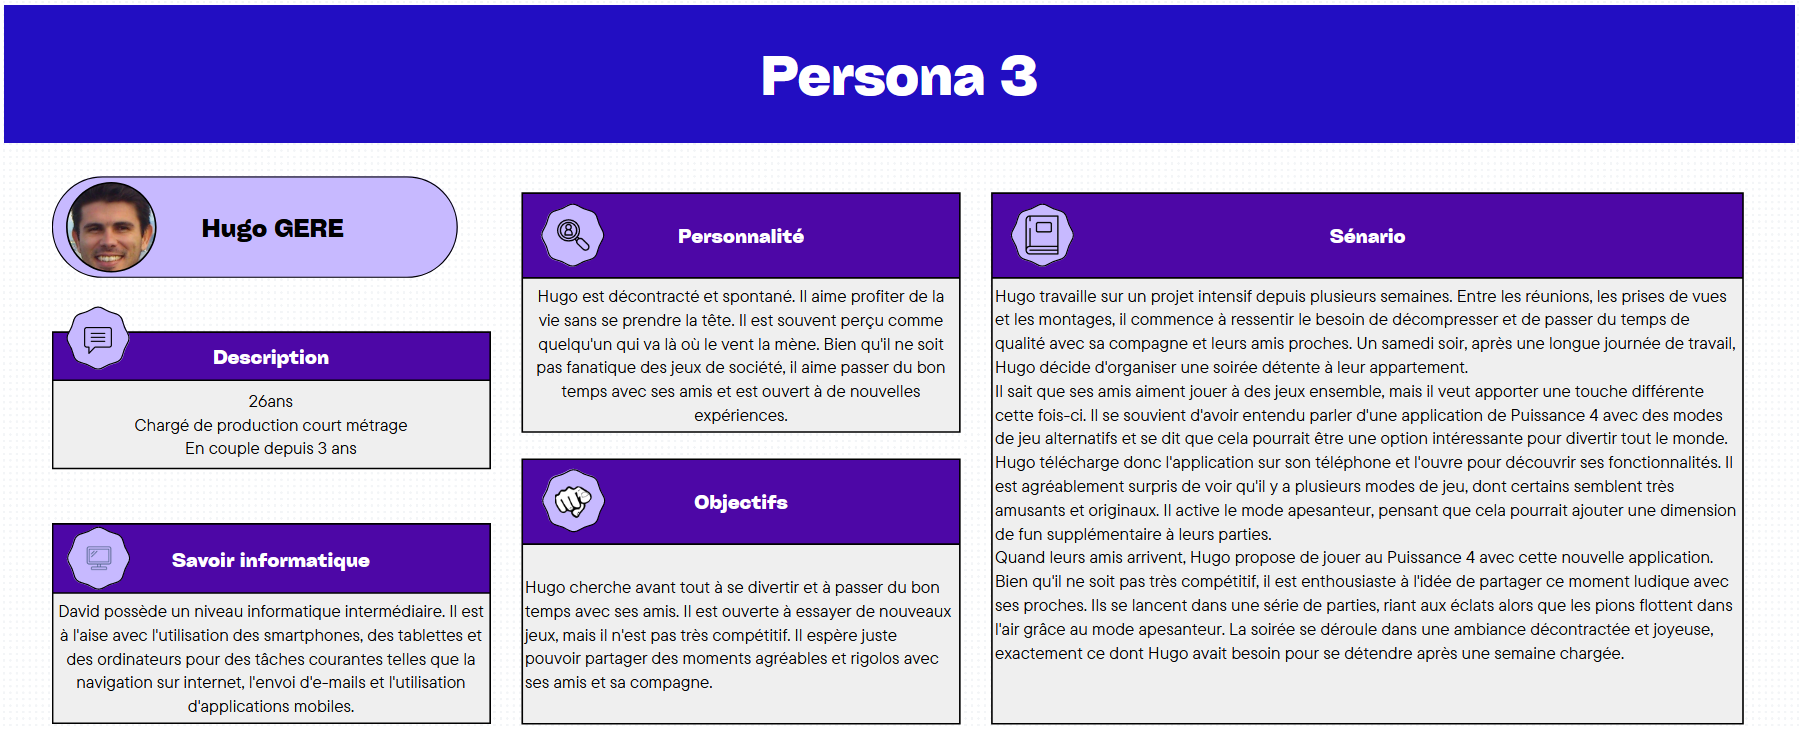 Persona 3
Hugo GERE
Description
26ans
Chargé de production court métrage
En couple depuis 3 ans
Savoir informatique
David possède un niveau informatique intermédiaire. Il est
à l'aise avec l'utilisation des smartphones, des tablettes et
des ordinateurs pour des tâches courantes telles que la
navigation sur internet, l'envoi d'e-mails et l'utilisation
d'applications mobiles.
Personnalité
Hugo est décontracté et spontané. Il aime profiter de la
vie sans se prendre la tête. Il est souvent perçu comme
quelqu'un qui va là où le vent la mène. Bien qu'il ne soit
pas fanatique des jeux de société, il aime passer du bon
temps avec ses amis et est ouvert à de nouvelles
expériences.
Objectifs
Hugo cherche avant tout à se divertir et à passer du bon
temps avec ses amis. Il est ouverte à essayer de nouveaux
jeux, mais il n'est pas très compétitif. Il espère juste
pouvoir partager des moments agréables et rigolos avec
ses amis et sa compagne.
Sénario
Hugo travaille sur un projet intensif depuis plusieurs semaines. Entre les réunions, les prises de vues
et les montages, il commence à ressentir le besoin de décompresser et de passer du temps de
qualité avec sa compagne et leurs amis proches. Un samedi soir, après une longue journée de travail,
Hugo décide d'organiser une soirée détente à leur appartement.
Il sait que ses amis aiment jouer à des jeux ensemble, mais il veut apporter une touche différente
cette fois-ci. Il se souvient d'avoir entendu parler d'une application de Puissance 4 avec des modes
de jeu alternatifs et se dit que cela pourrait être une option intéressante pour divertir tout le monde.
Hugo télécharge donc l'application sur son téléphone et l'ouvre pour découvrir ses fonctionnalités. Il
est agréablement surpris de voir qu'il y a plusieurs modes de jeu, dont certains semblent très
amusants et originaux. Il active le mode apesanteur, pensant que cela pourrait ajouter une dimension
de fun supplémentaire à leurs parties.
Quand leurs amis arrivent, Hugo propose de jouer au Puissance 4 avec cette nouvelle application.
Bien qu'il ne soit pas très compétitif, il est enthousiaste à l'idée de partager ce moment ludique avec
ses proches. Ils se lancent dans une série de parties, riant aux éclats alors que les pions flottent dans
l'air grâce au mode apesanteur. La soirée se déroule dans une ambiance décontractée et joyeuse,
exactement ce dont Hugo avait besoin pour se détendre après une semaine chargée.